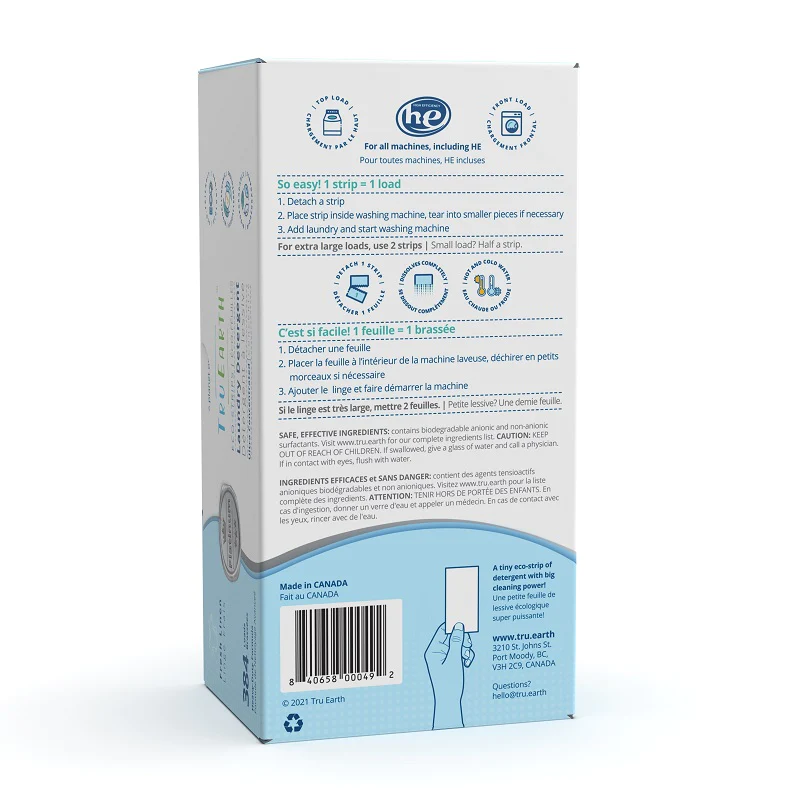 TOP LOAD
CHARGEMENT PAR LE HAUT
HIGH EFFICIENCY
he
FRONT LOAD
CHARGEMENT FRONTAL
For all machines, including HE
Pour toutes machines, HE incluses
So easy! 1 strip = 1 load
1. Detach a strip
2. Place strip inside washing machine, tear into smaller pieces if necessary
3. Add laundry and start washing machine
For extra large loads, use 2 strips | Small load? Half a strip.
DETACH 1 STRIP
DÉTACHER 1 FEUILLE
DISSOLVES COMPLETELY
SE DISSOUT COMPLÈTEMENT
HOT AND COLD WATER
EAU CHAUDE OU FROIDE
C'est si facile! 1 feuille = 1 brassée
1. Détacher une feuille
2. Placer la feuille à l'intérieur de la machine laveuse, déchirer en petits
morceaux si nécessaire
3. Ajouter le linge et faire démarrer la machine
Si le linge est très large, mettre 2 feuilles. | Petite lessive? Une demie feuille.
SAFE, EFFECTIVE INGREDIENTS: contains biodegradable anionic and non-anionic
surfactants. Visit www.tru.earth for our complete ingredients list. CAUTION: KEEP
OUT OF REACH OF CHILDREN. If swallowed, give a glass of water and call a physician.
If in contact with eyes, flush with water.
INGREDIENTS EFFICACES et SANS DANGER: contient des agents tensioactifs
anioniques biodégradables et non anioniques. Visitez www.tru.earth pour la liste
complète des ingredients. ATTENTION: TENIR HORS DE PORTÉE DES ENFANTS. En
cas d'ingestion, donner un verre d'eau et appeler un médecin. En cas de contact avec
les yeux, rincer avec de l'eau.
Made in CANADA
Fait au CANADA
8 40658 00049 2
© 2021 Tru Earth
A tiny eco-strip of
detergent with big
cleaning power!
Une petite feuille de
lessive écologique
super puissante!
www.tru.earth
3210 St. Johns St.
Port Moody, BC,
V3H 2C9, CANADA
Questions?
hello@tru.earth
TRU EARTH
Laundry Detergent
Fresh Linen
384